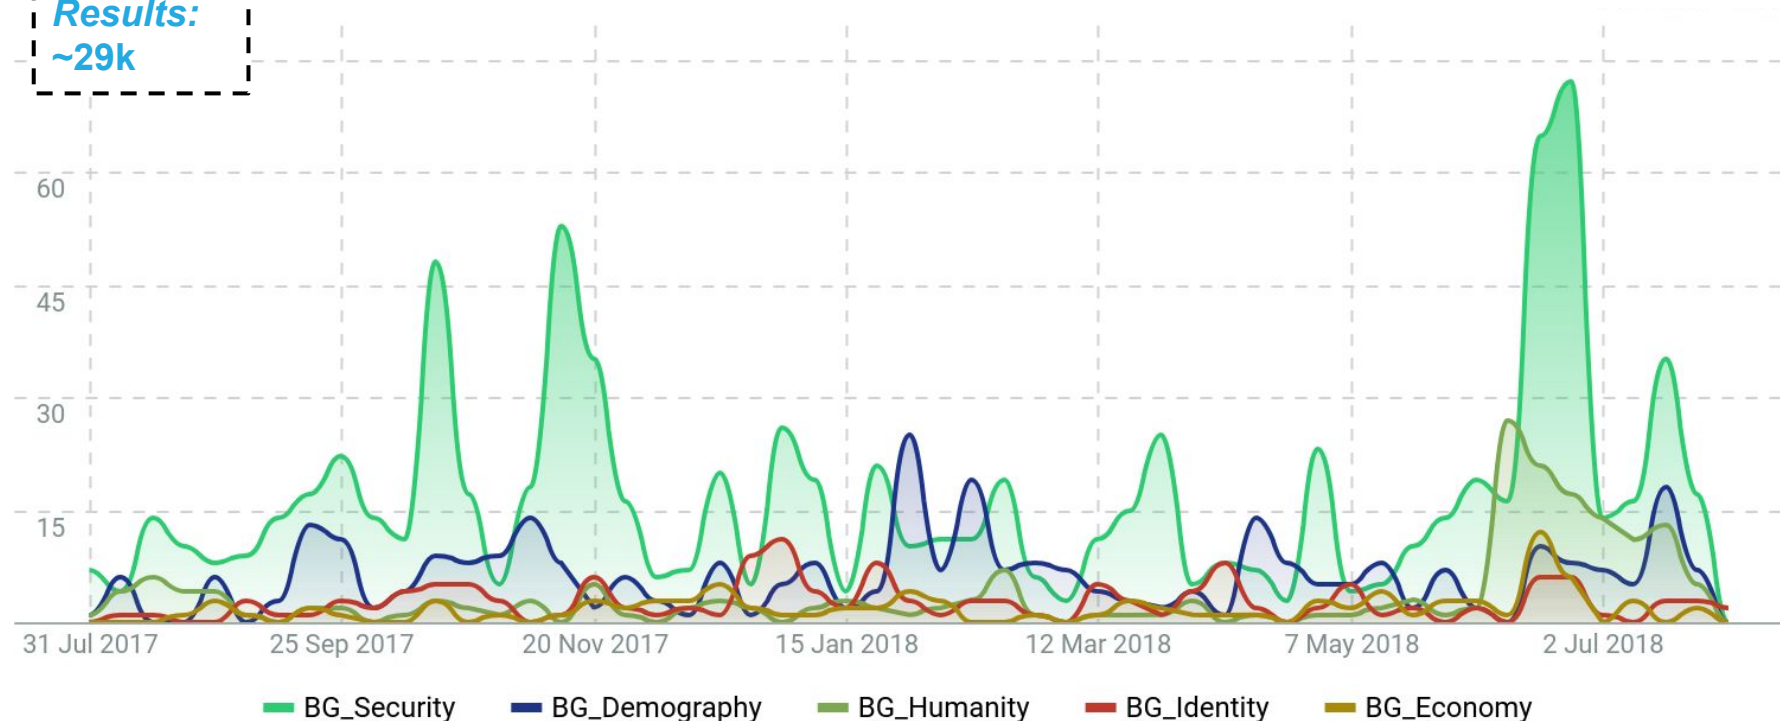 Results:
~29k
60
45
30
15
31 Jul 2017 25 Sep 2017 20 Nov 2017 15 Jan 2018 12 Mar 2018 7 May 2018 2 Jul 2018
BG_Security BG_Demography BG_Humanity BG_Identity BG_Economy